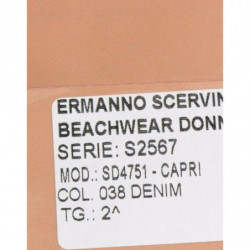 ERMANNO SCERVIN
BEACHWEAR DONN
SERIE: S2567
MOD.: SD4751 - CAPRI
COL. 038 DENIM
TG.: 2^